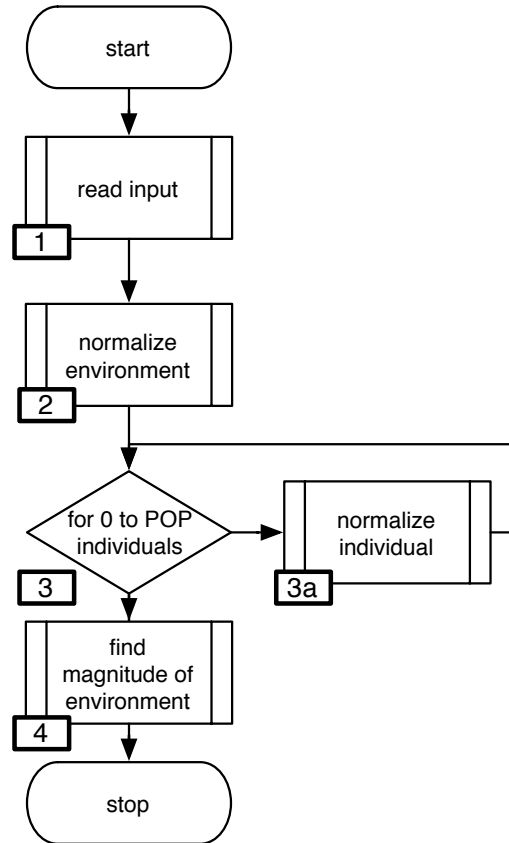 start
read input
1
normalize
environment
2
for 0 to POP
individuals
3
normalize
individual
3a
find
magnitude of
environment
4
stop